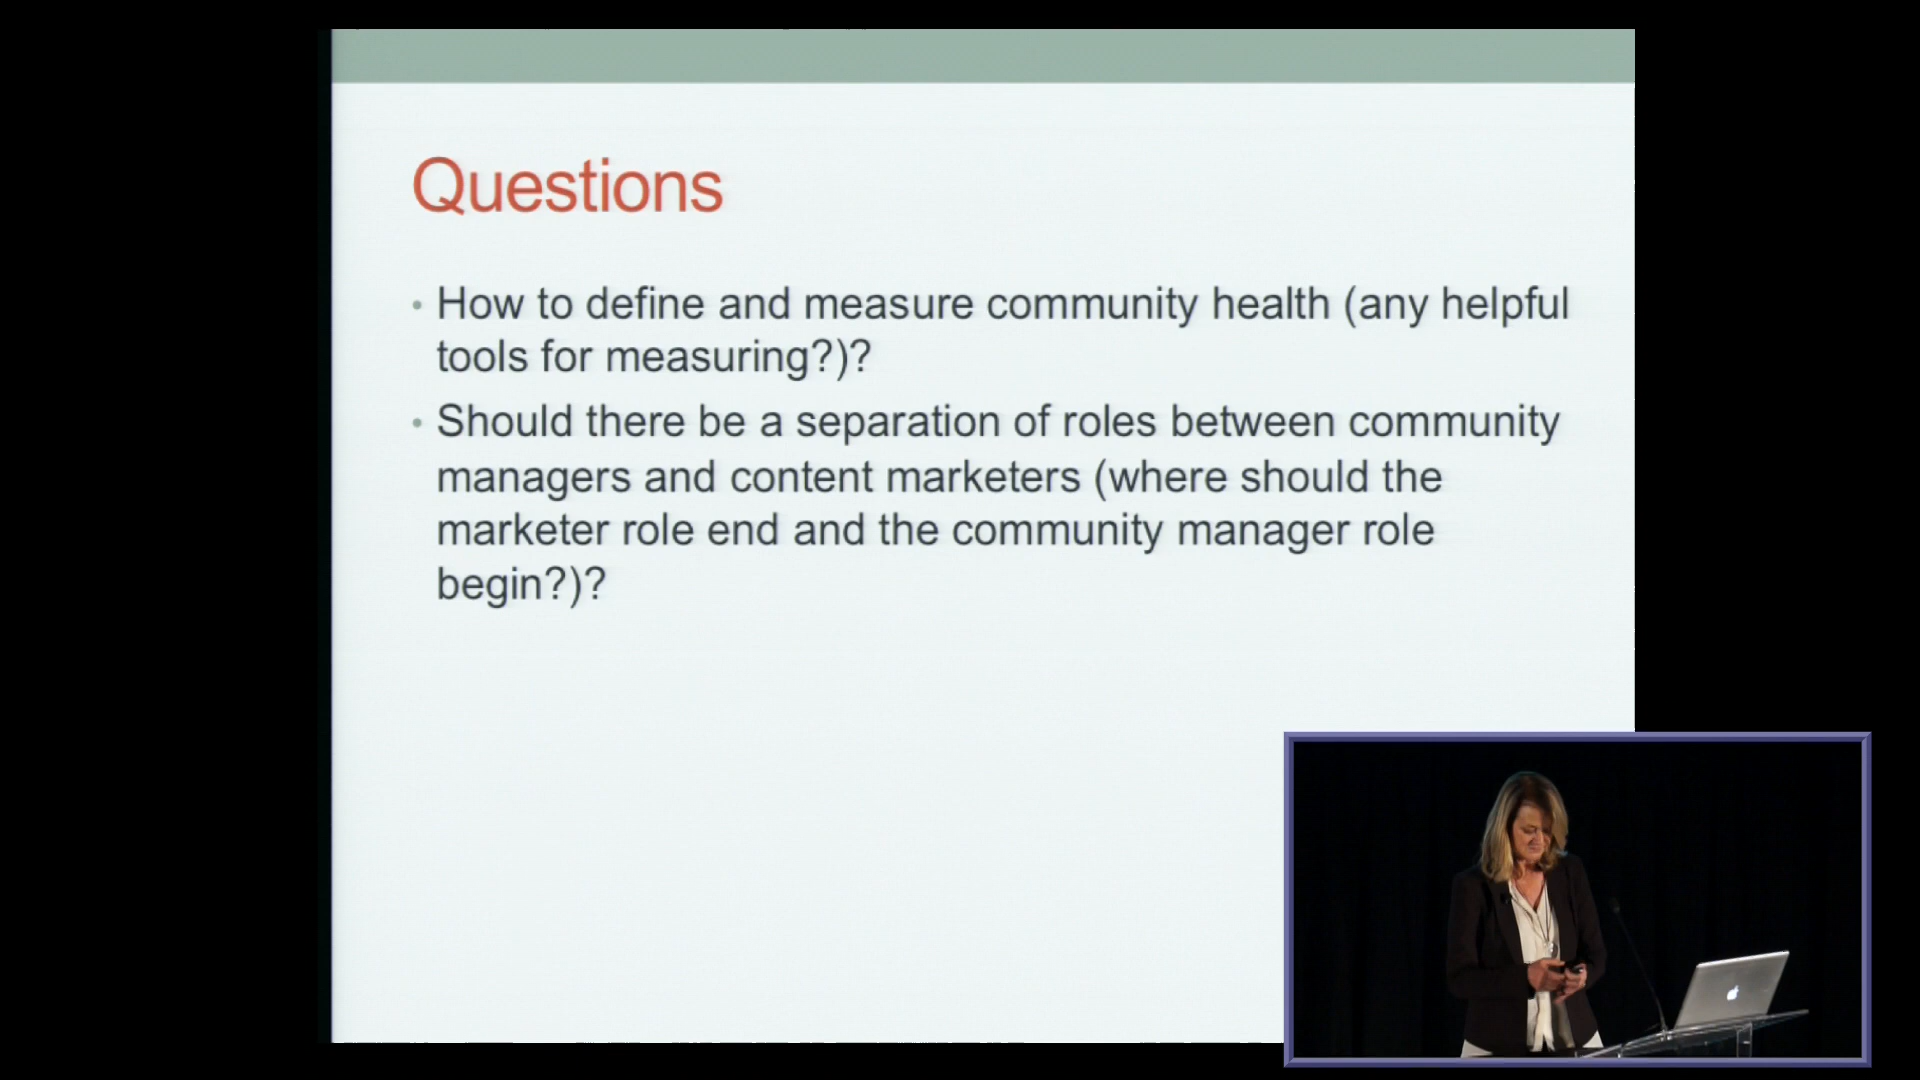 Questions
• How to define and measure community health (any helpful
tools for measuring?)?
• Should there be a separation of roles between community
managers and content marketers (where should the
marketer role end and the community manager role
begin?)?